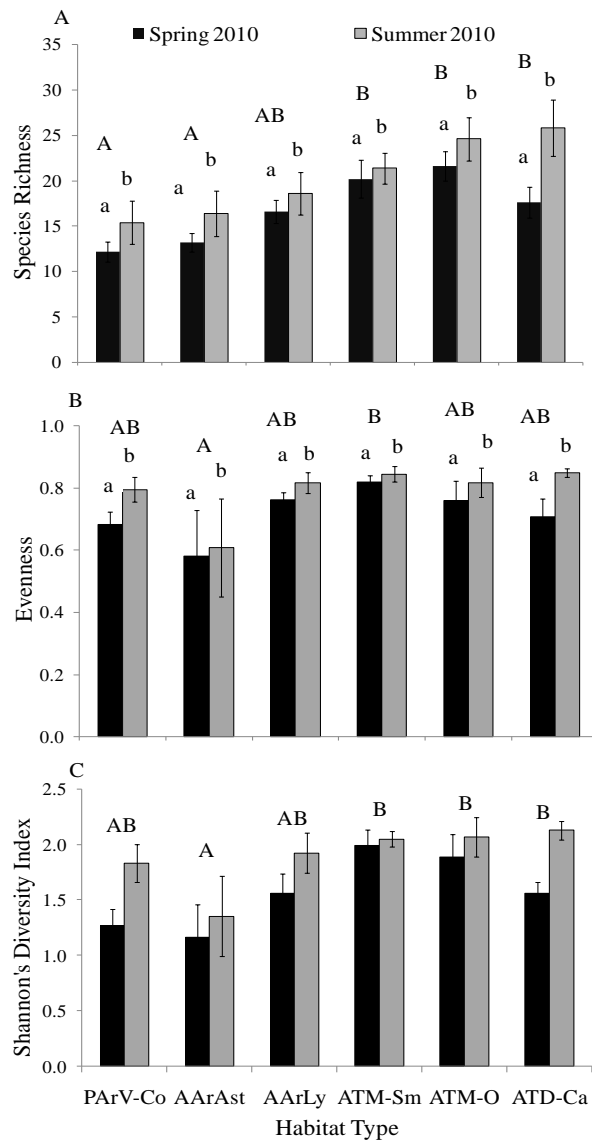 A
Spring 2010 Summer 2010
35
30
25
20
15
10
5
0
Species Richness
A A AB B B B
a b a b a b a b a b a b
B
1.0
0.8
0.6
0.4
0.2
0.0
Evenness
AB A AB B AB AB
a b a b a b a b a b a b
C
2.5
2.0
1.5
1.0
0.5
0.0
Shannon's Diversity Index
AB A AB B B B
PArV-Co AArAst AArLy ATM-Sm ATM-O ATD-Ca
Habitat Type